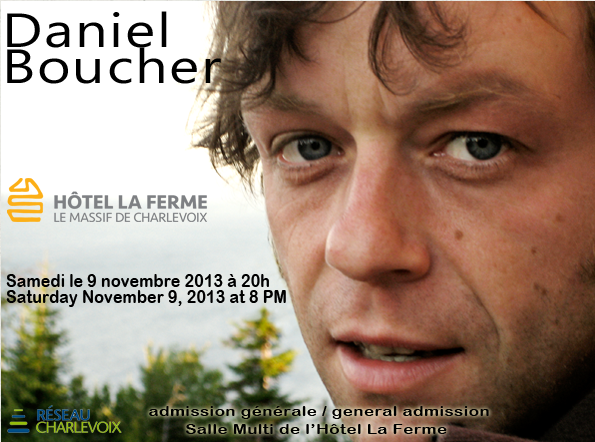 Daniel
Boucher
HÔTEL LA FERME
LE MASSIF DE CHARLEVOIX
Samedi le 9 novembre 2013 à 20h
Saturday November 9, 2013 at 8 PM
RÉSEAU
CHARLEVOIX
admission générale / general admission
Salle Multi de l'Hôtel La Ferme